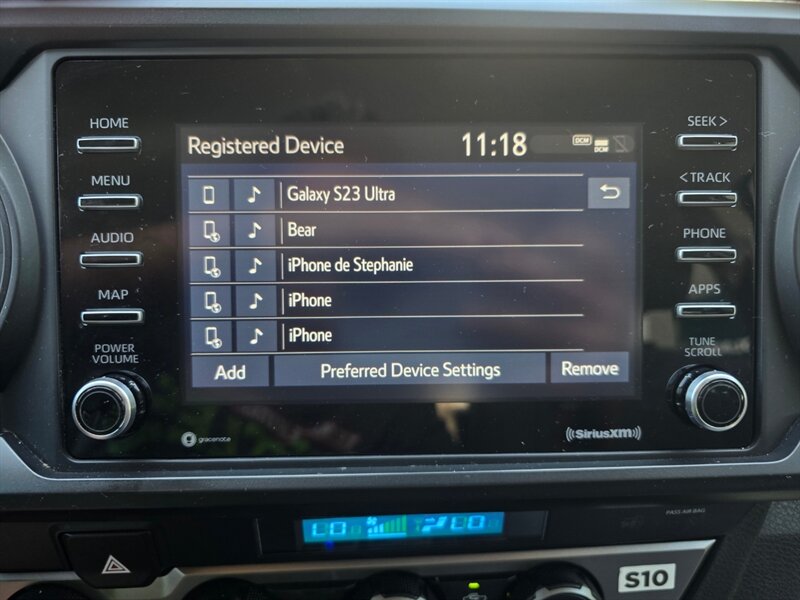 HOME
MENU
AUDIO
MAP
POWER
VOLUME
Registered Device 11:18 DCM DCM
Galaxy S23 Ultra
Bear
iPhone de Stephanie
iPhone
iPhone
Add Preferred Device Settings Remove
SEEK >
< TRACK
PHONE
APPS
TUNE
SCROLL
gracenote
SiriusXM
PASS AIR BAG
LO LO
S10